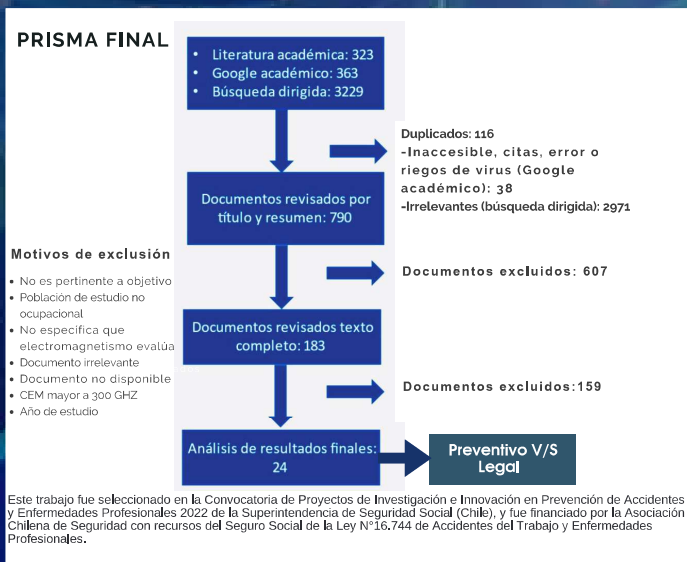 PRISMA FINAL
• Literatura académica: 323
• Google académico: 363
• Búsqueda dirigida: 3229
Duplicados: 116
-Inaccesible, citas, error o
riegos de virus (Google
académico): 38
-Irrelevantes (búsqueda dirigida): 2971
Documentos revisados por
título y resumen: 790
Motivos de exclusión
• No es pertinente a objetivo
• Población de estudio no
ocupacional
• No especifica que
electromagnetismo evalúa
• Documento irrelevante
• Documento no disponible
• CEM mayor a 300 GHZ
• Año de estudio
Documentos excluidos: 607
Documentos revisados texto
completo: 183
Documentos excluidos:159
Análisis de resultados finales:
24
Preventivo V/S
Legal
Este trabajo fue seleccionado en la Convocatoria de Proyectos de Investigación e Innovación en Prevención de Accidentes
y Enfermedades Profesionales 2022 de la Superintendencia de Seguridad Social (Chile), y fue financiado por la Asociación
Chilena de Seguridad con recursos del Seguro Social de la Ley N°16.744 de Accidentes del Trabajo y Enfermedades
Profesionales.